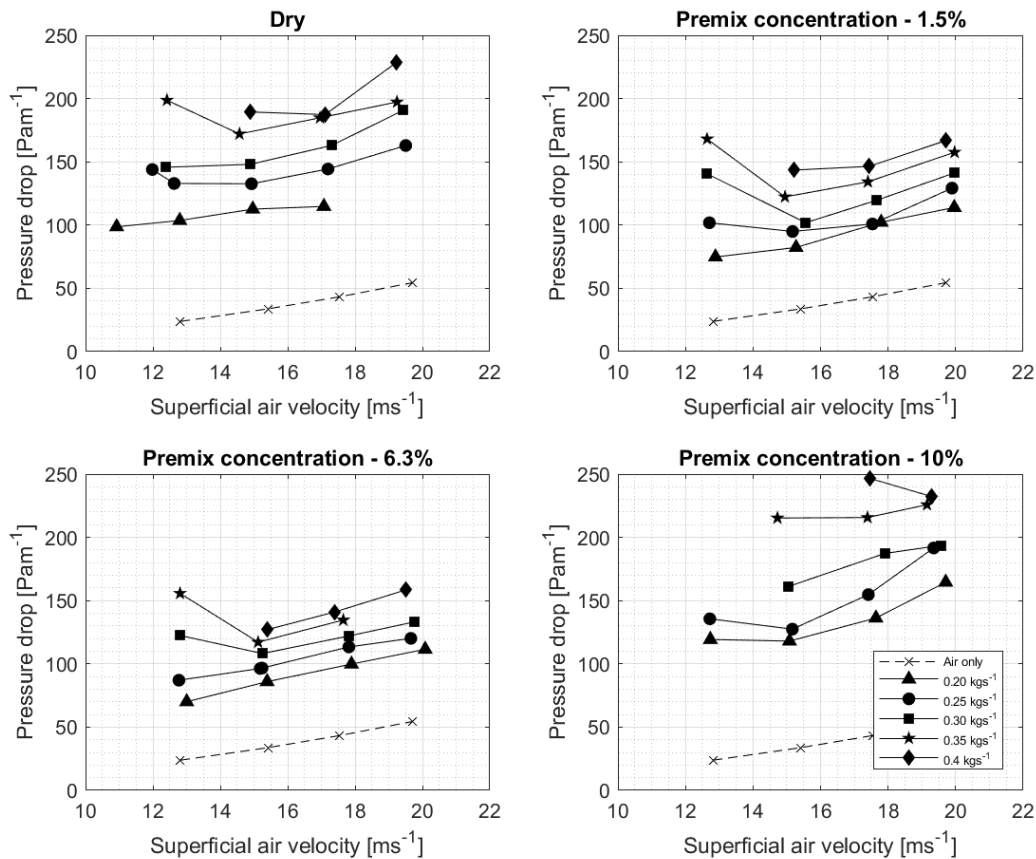 Dry
250
200
150
100
50
0
10 12 14 16 18 20 22
Pressure drop [Pam⁻¹]
Superficial air velocity [ms⁻¹]
Premix concentration - 1.5%
250
200
150
100
50
0
10 12 14 16 18 20 22
Pressure drop [Pam⁻¹]
Superficial air velocity [ms⁻¹]
Premix concentration - 6.3%
250
200
150
100
50
0
10 12 14 16 18 20 22
Pressure drop [Pam⁻¹]
Superficial air velocity [ms⁻¹]
Premix concentration - 10%
250
200
150
100
50
0
10 12 14 16 18 20 22
Pressure drop [Pam⁻¹]
Superficial air velocity [ms⁻¹]
Air only
0.20 kgs⁻¹
0.25 kgs⁻¹
0.30 kgs⁻¹
0.35 kgs⁻¹
0.4 kgs⁻¹